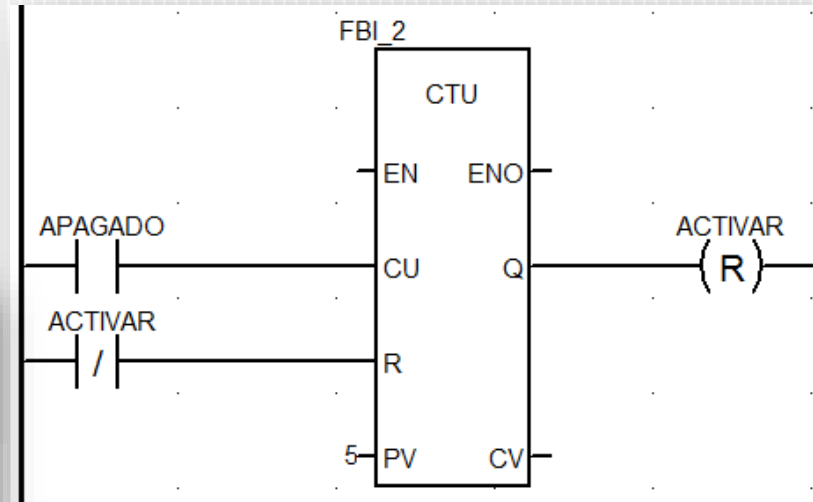 FBI_2
CTU
EN ENO
APAGADO
ACTIVAR
CU Q
(R)
ACTIVAR
/
R
5 PV CV